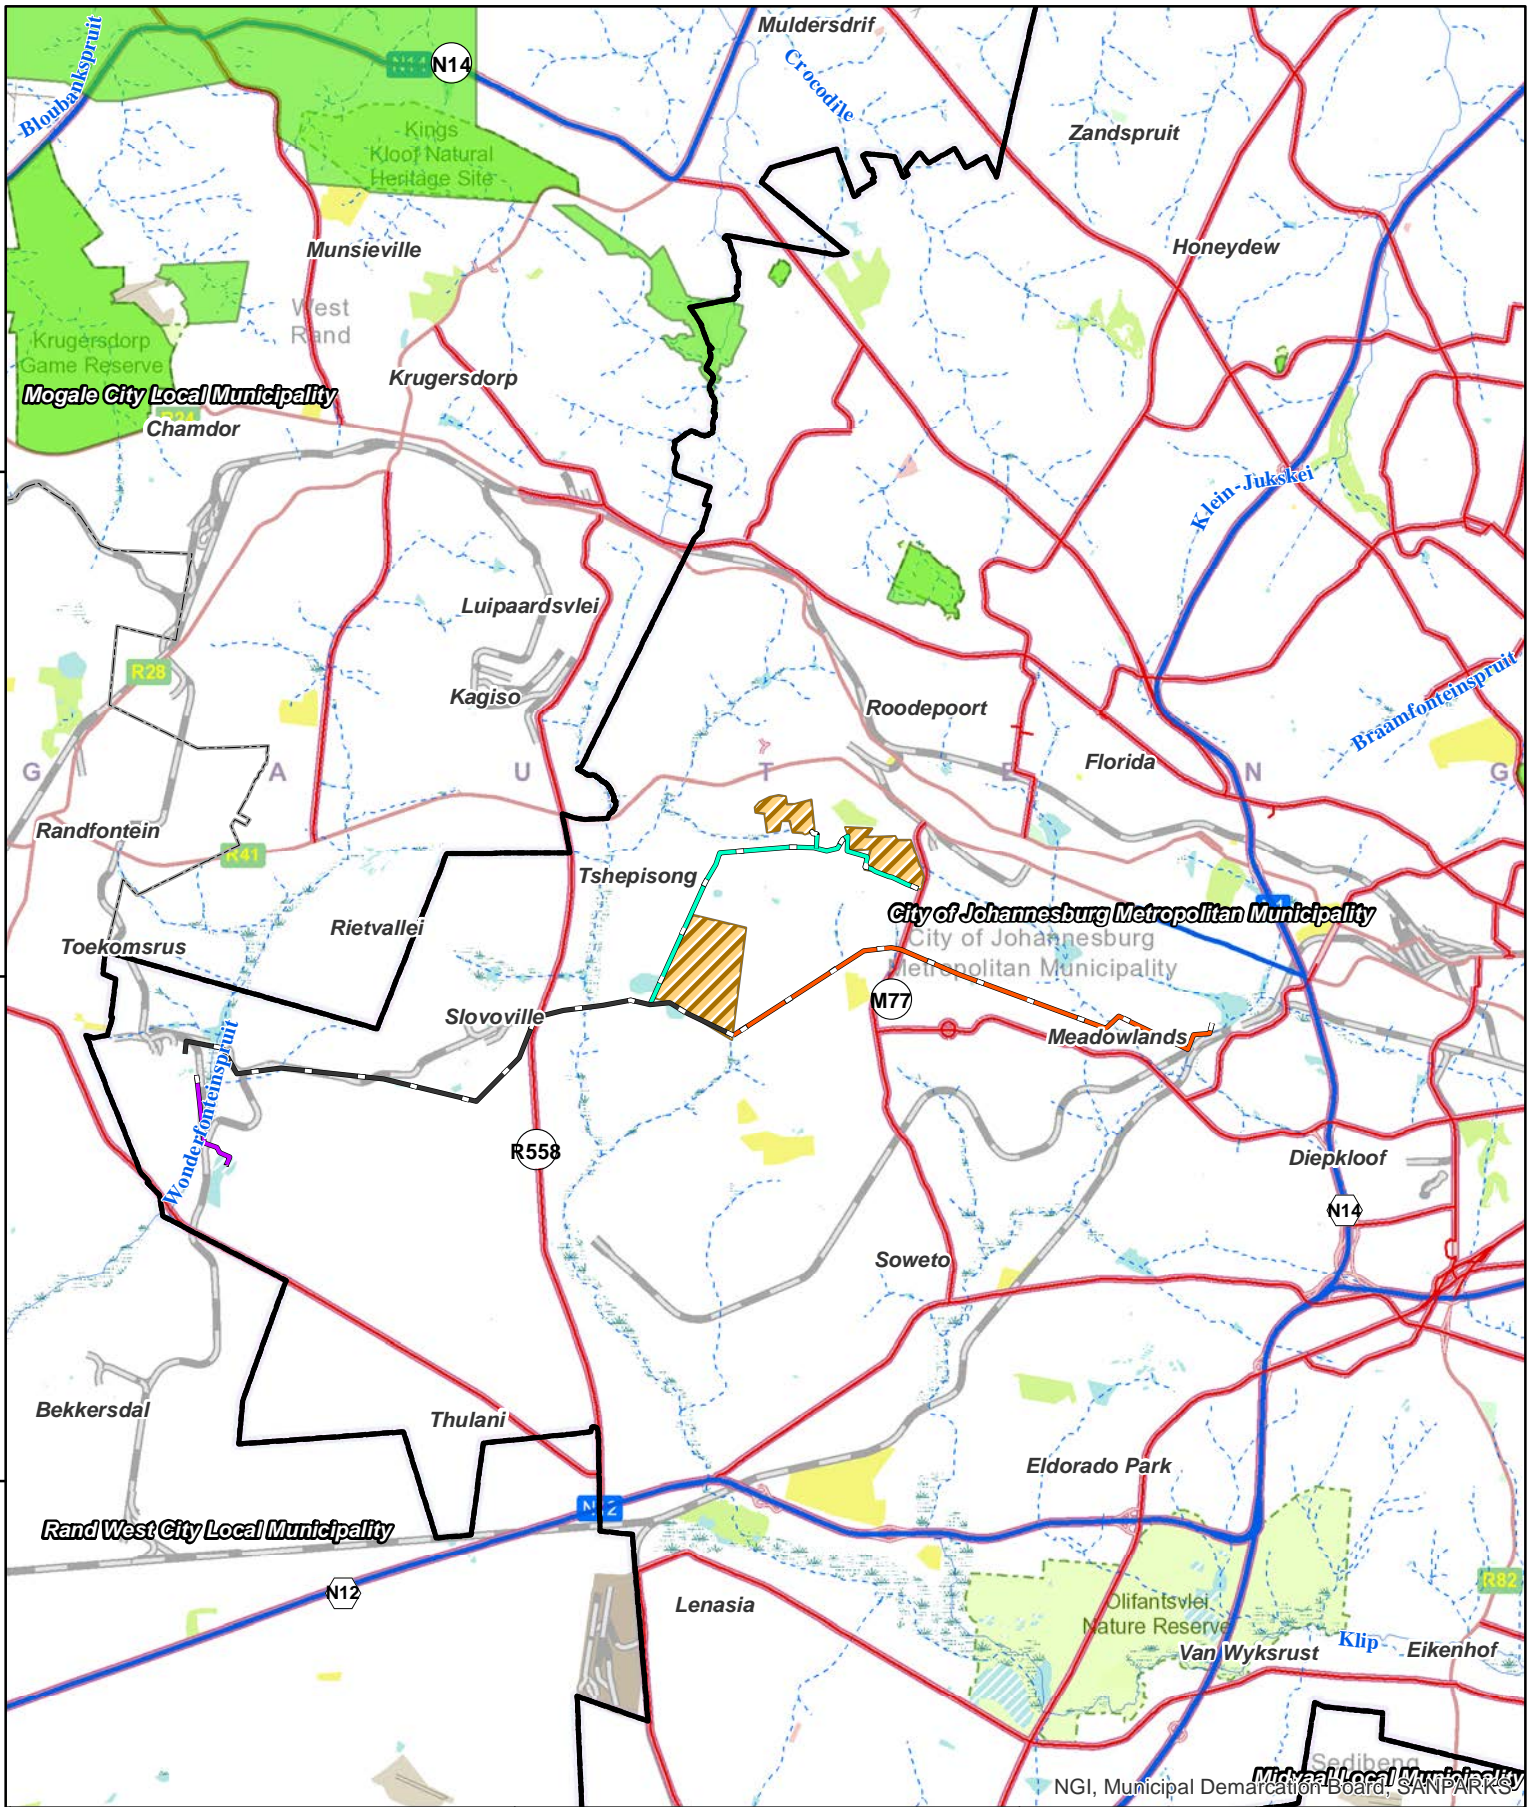 Muldersdrif
Bloubankspruit
N14
N14
Crocodile
Zandspruit
Kings
Kloof Natural
Heritage Site
Munsieville
Honeydew
West
Rand
Krugersdorp
Game Reserve
Krugersdorp
Mogale City Local Municipality
R24
Chamdor
Klein-Jukskei
Luipaardsvlei
R28
Kagiso
Roodepoort
Braamfonteinspruit
Florida
G A U T E N G
Randfontein
R41
Tshepisong
City of Johannesburg Metropolitan Municipality
Rietvallei
City of Johannesburg
Metropolitan Municipality
Toekomsrus
M77
Slovoville
Meadowlands
Wonderfonteinspruit
R558
Diepkloof
N14
Soweto
Bekkersdal
Thulani
Eldorado Park
N12
Rand West City Local Municipality
R82
N12
Lenasia
Olifantsvlei
Nature Reserve
Klip
Van Wyksrust
Eikenhof
Sedibeng
Midvaal Local Municipality
NGI, Municipal Demarcation Board, SANPARKS